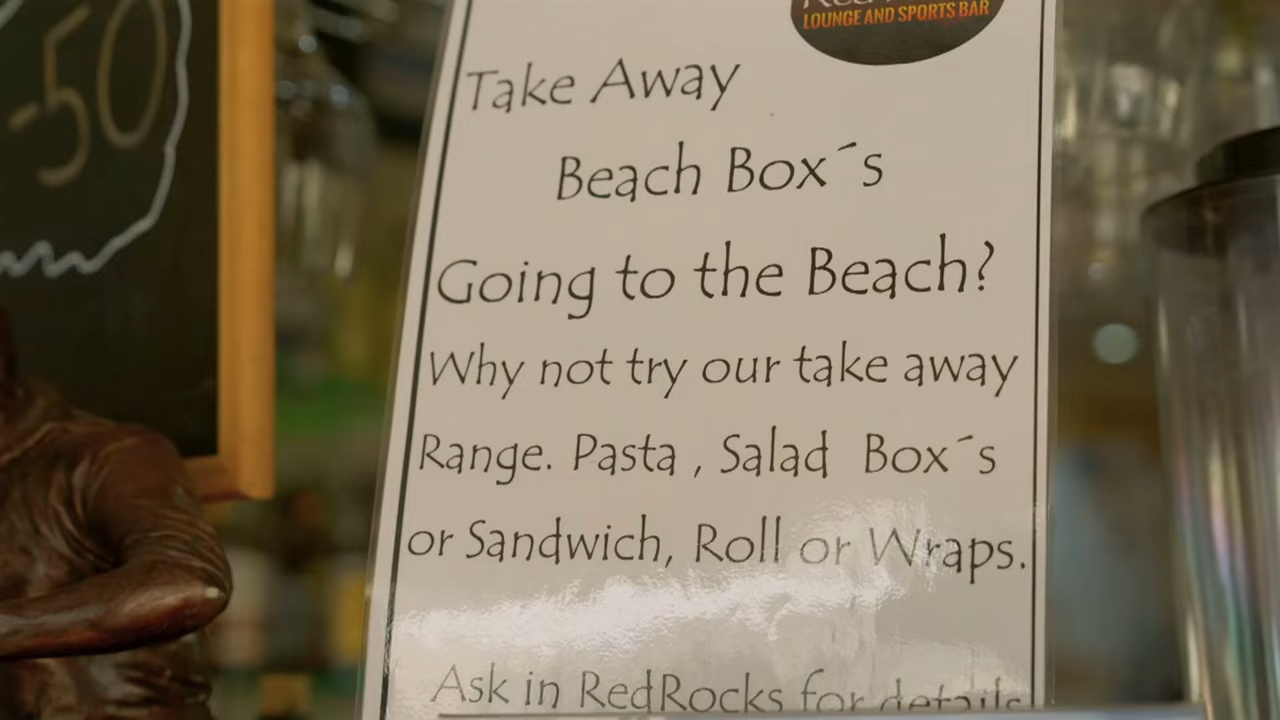 -50
LOUNGE AND SPORTS BAR
Take Away
Beach Box´s
Going to the Beach?
Why not try our take away
Range. Pasta , Salad Box´s
or Sandwich, Roll or Wraps.
Ask in RedRocks for details